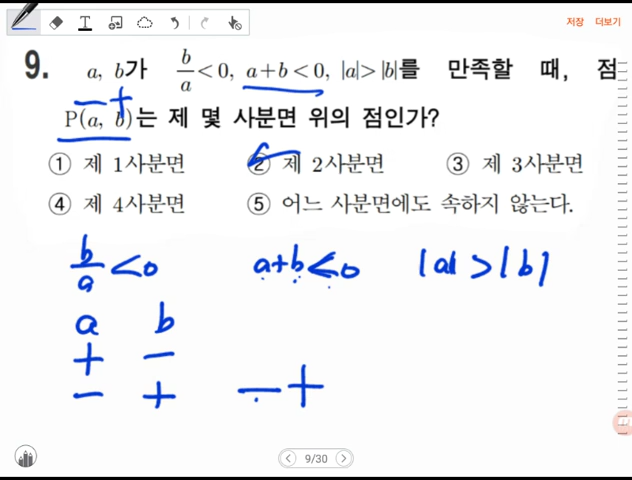 저장 더보기
9. a, b가 b/a < 0, a+b < 0, |a| > |b|를 만족할 때, 점
P(a, b)는 제 몇 사분면 위의 점인가?
① 제 1사분면 ② 제 2사분면 ③ 제 3사분면
④ 제 4사분면 ⑤ 어느 사분면에도 속하지 않는다.
b/a < 0 a+b < 0 |a| > |b|
a b
+ −
− + − +
9/30